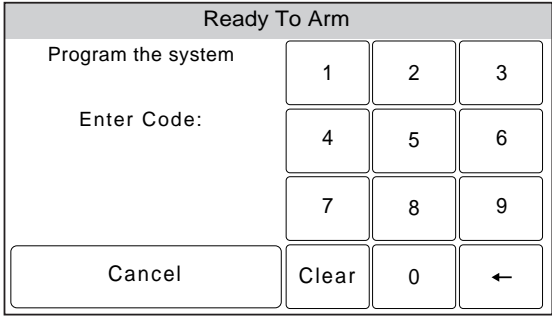 Ready To Arm
Program the system
1 2 3
Enter Code:
4 5 6
7 8 9
Cancel Clear 0 ←